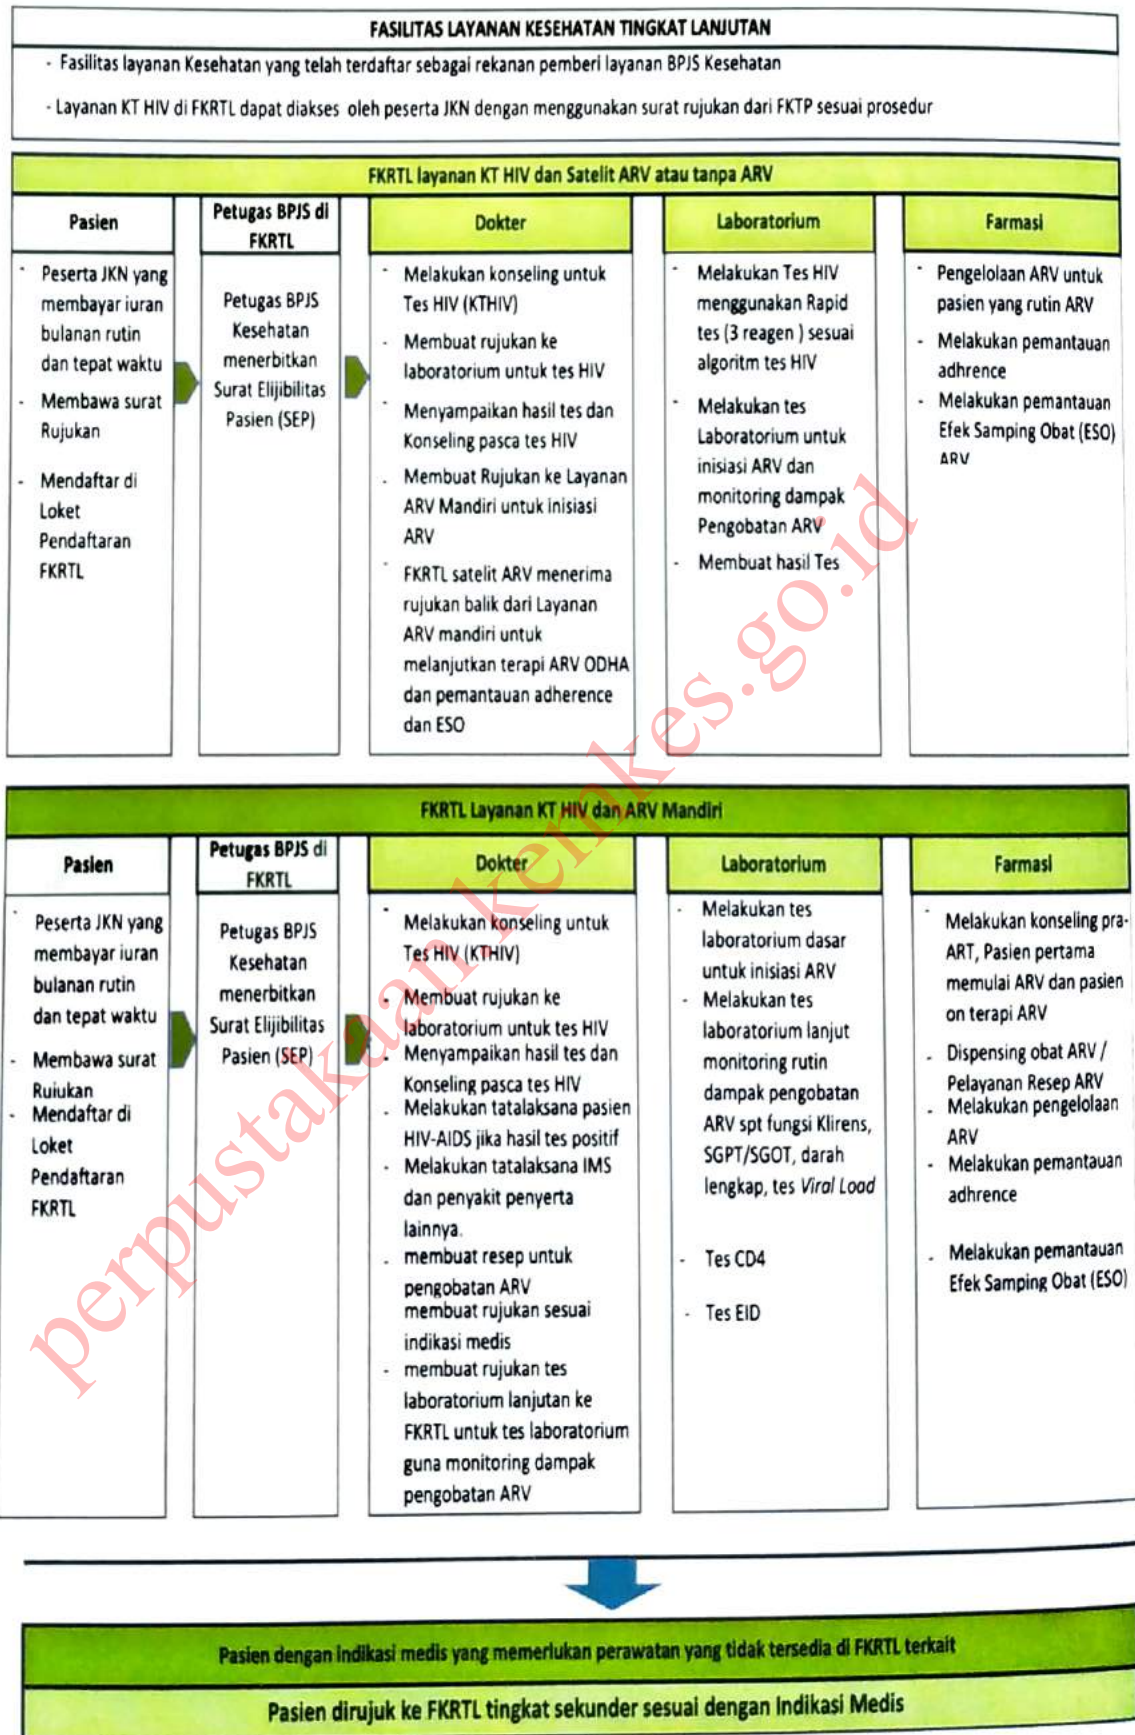 FASILITAS LAYANAN KESEHATAN TINGKAT LANJUTAN
- Fasilitas layanan Kesehatan yang telah terdaftar sebagai rekanan pemberi layanan BPJS Kesehatan
- Layanan KT HIV di FKRTL dapat diakses oleh peserta JKN dengan menggunakan surat rujukan dari FKTP sesuai prosedur
FKRTL layanan KT HIV dan Satelit ARV atau tanpa ARV
Pasien
- Peserta JKN yang
membayar iuran
bulanan rutin
dan tepat waktu
- Membawa surat
Rujukan
- Mendaftar di
Loket
Pendaftaran
FKRTL
Petugas BPJS di
FKRTL
Petugas BPJS
Kesehatan
menerbitkan
Surat Elijibilitas
Pasien (SEP)
Dokter
- Melakukan konseling untuk
Tes HIV (KTHIV)
- Membuat rujukan ke
laboratorium untuk tes HIV
- Menyampaikan hasil tes dan
Konseling pasca tes HIV
- Membuat Rujukan ke Layanan
ARV Mandiri untuk inisiasi
ARV
- FKRTL satelit ARV menerima
rujukan balik dari Layanan
ARV mandiri untuk
melanjutkan terapi ARV ODHA
dan pemantauan adherence
dan ESO
Laboratorium
- Melakukan Tes HIV
menggunakan Rapid
tes (3 reagen ) sesuai
algoritm tes HIV
- Melakukan tes
Laboratorium untuk
inisiasi ARV dan
monitoring dampak
Pengobatan ARV
- Membuat hasil Tes
Farmasi
- Pengelolaan ARV untuk
pasien yang rutin ARV
- Melakukan pemantauan
adhrence
- Melakukan pemantauan
Efek Samping Obat (ESO)
ARV
FKRTL Layanan KT HIV dan ARV Mandiri
Pasien
- Peserta JKN yang
membayar iuran
bulanan rutin
dan tepat waktu
- Membawa surat
Rujukan
- Mendaftar di
Loket
Pendaftaran
FKRTL
Petugas BPJS di
FKRTL
Petugas BPJS
Kesehatan
menerbitkan
Surat Elijibilitas
Pasien (SEP)
Dokter
- Melakukan konseling untuk
Tes HIV (KTHIV)
- Membuat rujukan ke
laboratorium untuk tes HIV
- Menyampaikan hasil tes dan
Konseling pasca tes HIV
- Melakukan tatalaksana pasien
HIV-AIDS jika hasil tes positif
- Melakukan tatalaksana IMS
dan penyakit penyerta
lainnya.
- membuat resep untuk
pengobatan ARV
membuat rujukan sesuai
indikasi medis
- membuat rujukan tes
laboratorium lanjutan ke
FKRTL untuk tes laboratorium
guna monitoring dampak
pengobatan ARV
Laboratorium
- Melakukan tes
laboratorium dasar
untuk inisiasi ARV
- Melakukan tes
laboratorium lanjut
monitoring rutin
dampak pengobatan
ARV spt fungsi Klirens,
SGPT/SGOT, darah
lengkap, tes Viral Load
- Tes CD4
- Tes EID
Farmasi
- Melakukan konseling pra-
ART, Pasien pertama
memulai ARV dan pasien
on terapi ARV
- Dispensing obat ARV /
Pelayanan Resep ARV
- Melakukan pengelolaan
ARV
- Melakukan pemantauan
adhrence
- Melakukan pemantauan
Efek Samping Obat (ESO)
Pasien dengan indikasi medis yang memerlukan perawatan yang tidak tersedia di FKRTL terkait
Pasien dirujuk ke FKRTL tingkat sekunder sesuai dengan Indikasi Medis
perpustakaan.kemkes.go.id